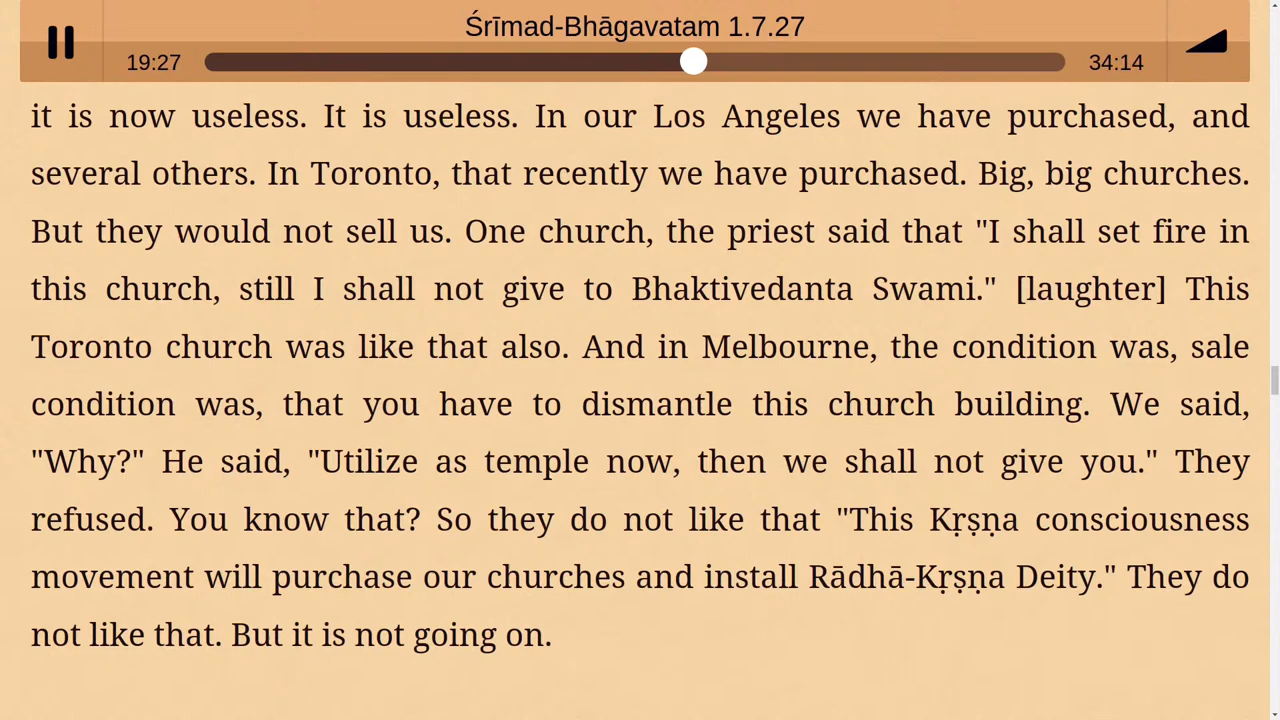 Śrīmad-Bhāgavatam 1.7.27
19:27
34:14
it is now useless. It is useless. In our Los Angeles we have purchased, and
several others. In Toronto, that recently we have purchased. Big, big churches.
But they would not sell us. One church, the priest said that "I shall set fire in
this church, still I shall not give to Bhaktivedanta Swami." [laughter] This
Toronto church was like that also. And in Melbourne, the condition was, sale
condition was, that you have to dismantle this church building. We said,
"Why?" He said, "Utilize as temple now, then we shall not give you." They
refused. You know that? So they do not like that "This Kṛṣṇa consciousness
movement will purchase our churches and install Rādhā-Kṛṣṇa Deity." They do
not like that. But it is not going on.